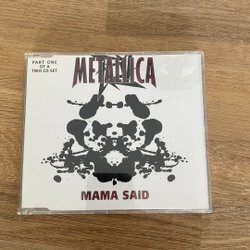 PART ONE
OF A
TWO CD SET
METALLICA
MAMA SAID